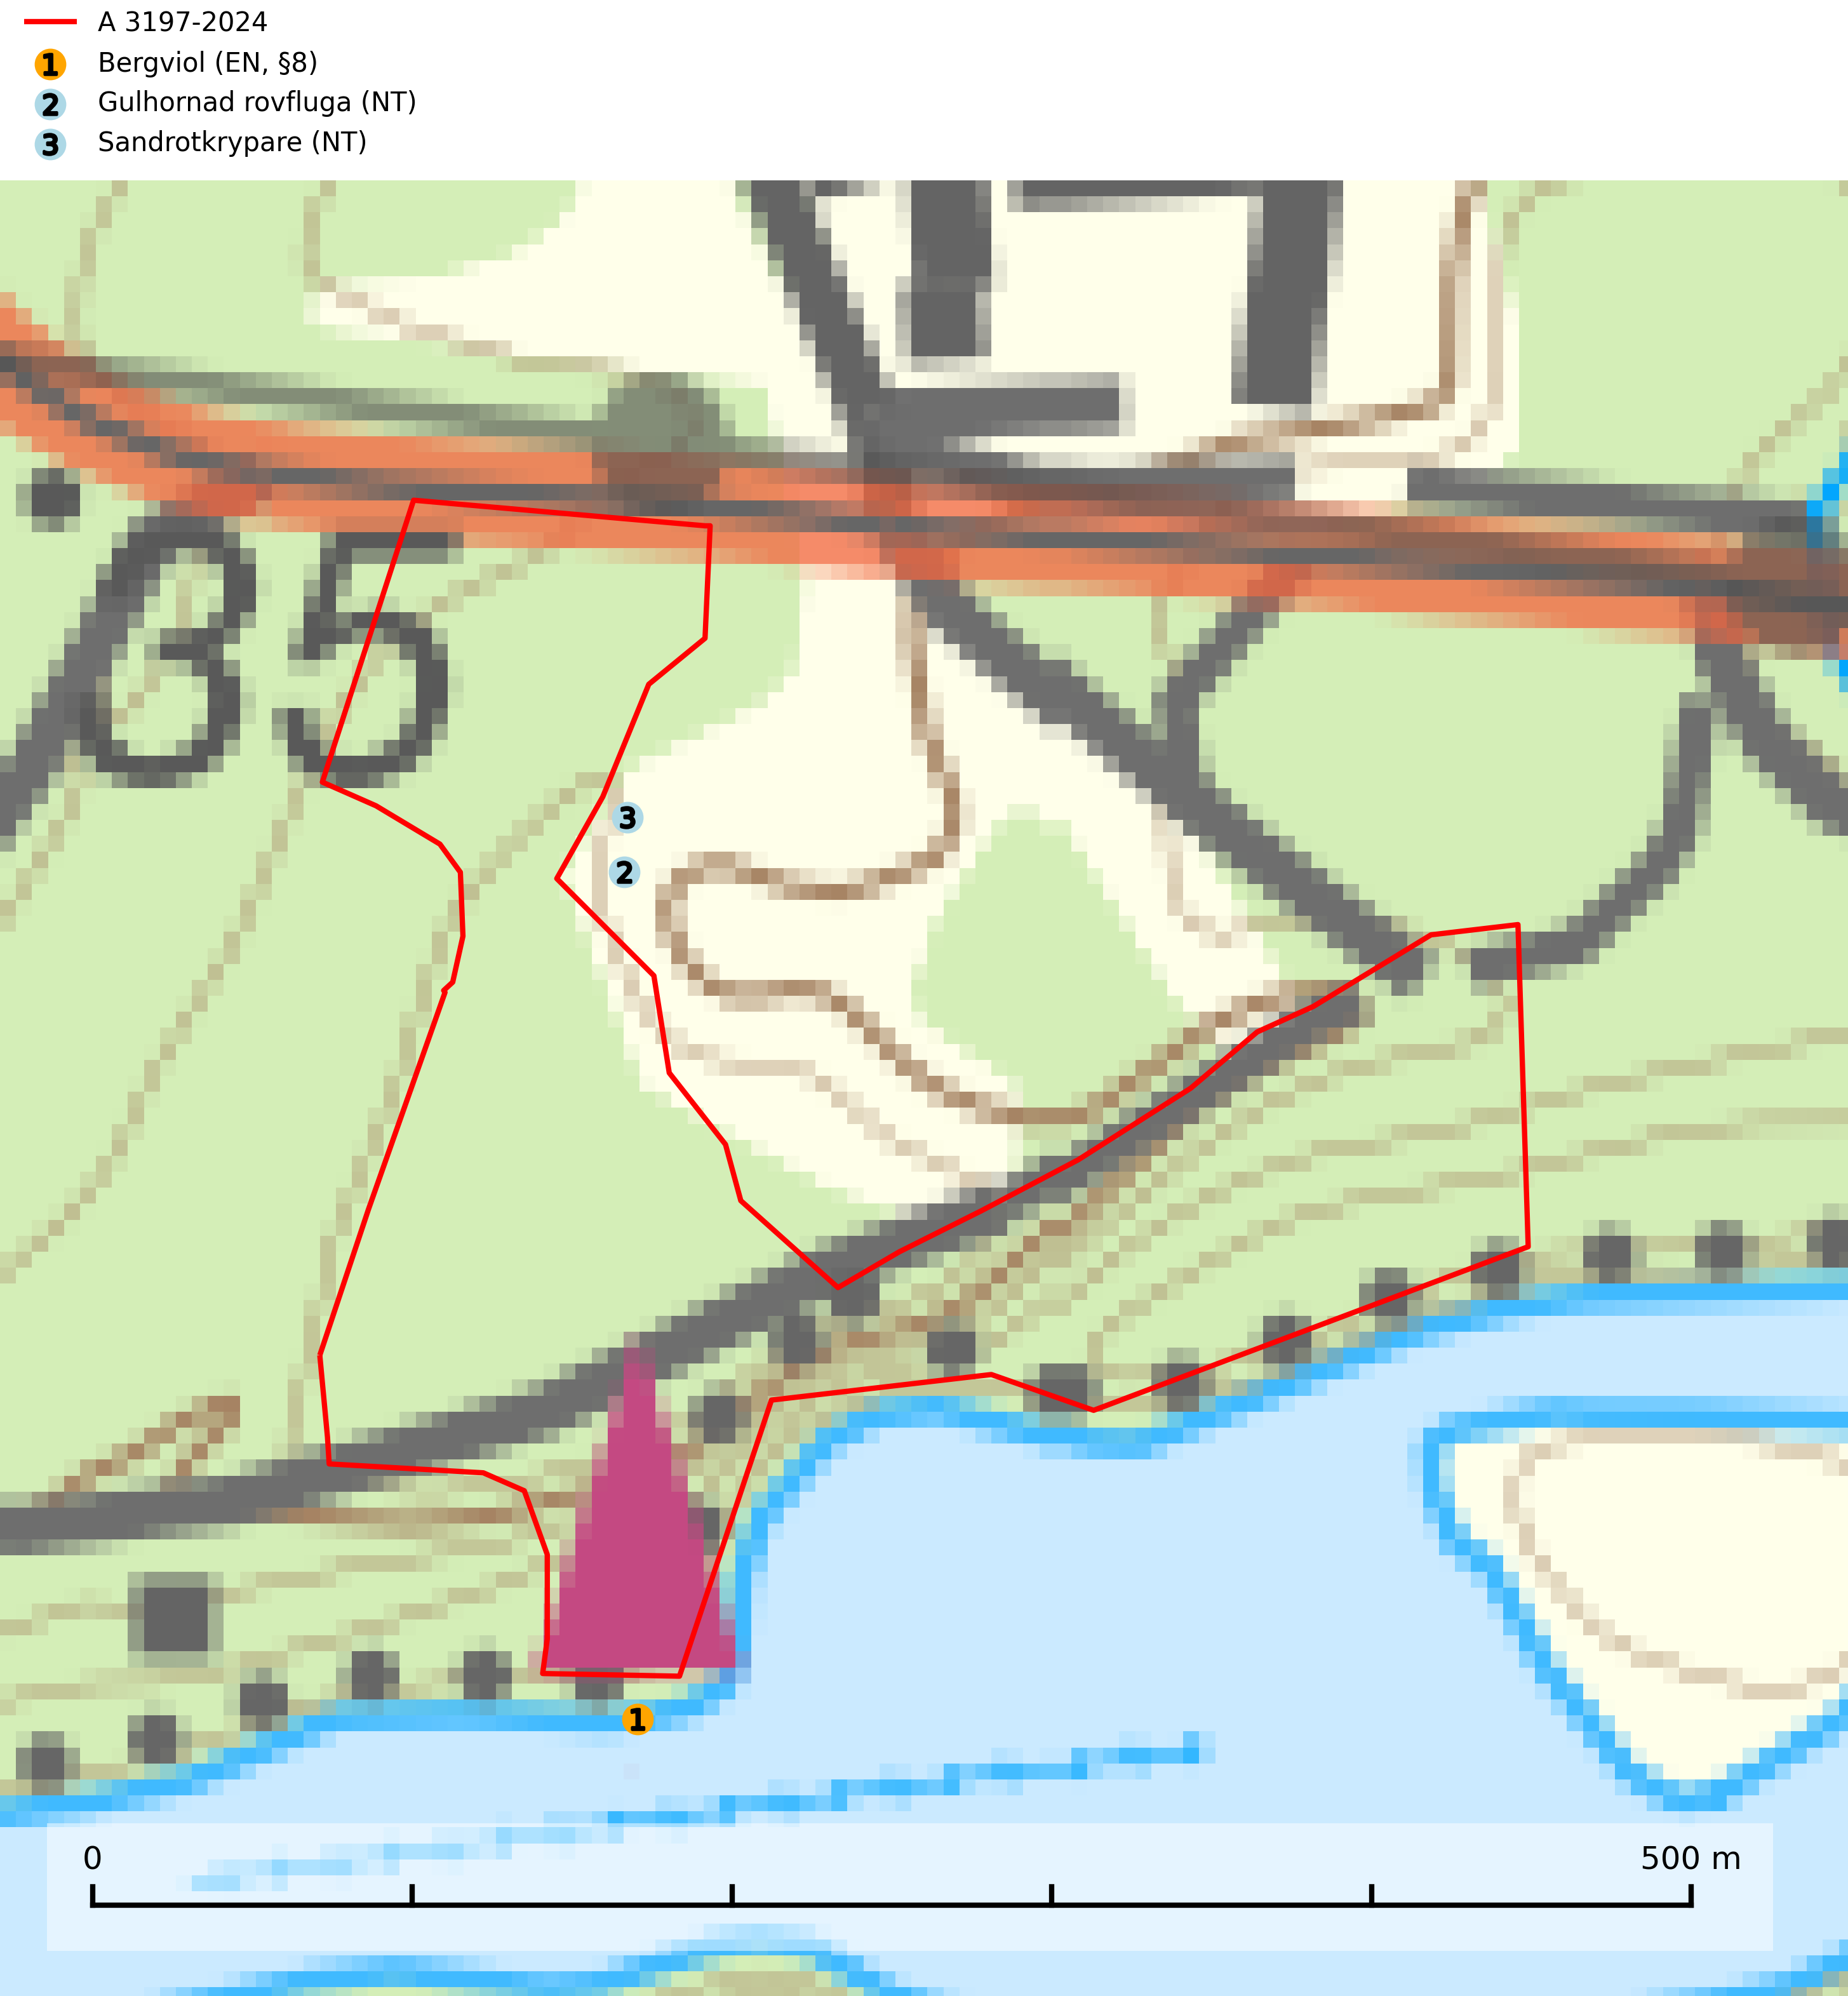 A 3197-2024
1 Bergviol (EN, §8)
2 Gulhornad rovfluga (NT)
3 Sandrotkrypare (NT)
85
3
2
1
0 500 m